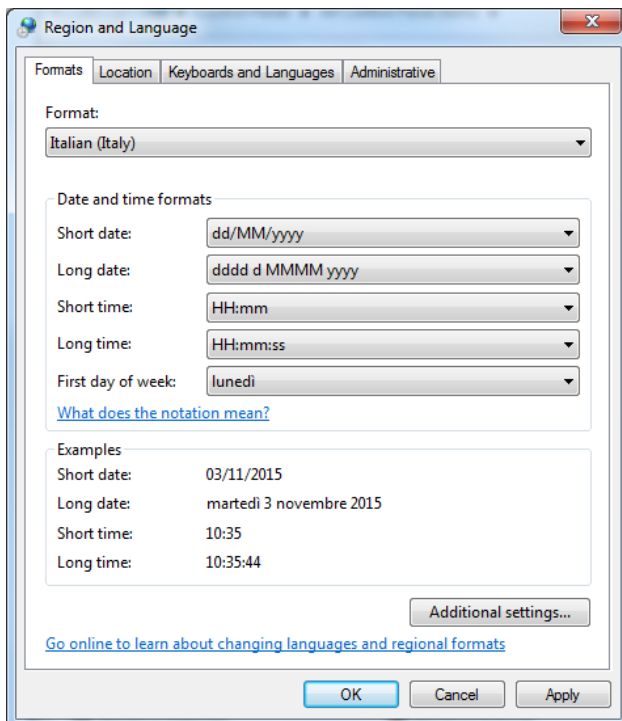 Region and Language
Formats Location Keyboards and Languages Administrative
Format:
Italian (Italy)
Date and time formats
Short date: dd/MM/yyyy
Long date: dddd d MMMM yyyy
Short time: HH:mm
Long time: HH:mm:ss
First day of week: lunedì
What does the notation mean?
Examples
Short date: 03/11/2015
Long date: martedì 3 novembre 2015
Short time: 10:35
Long time: 10:35:44
Additional settings...
Go online to learn about changing languages and regional formats
OK Cancel Apply